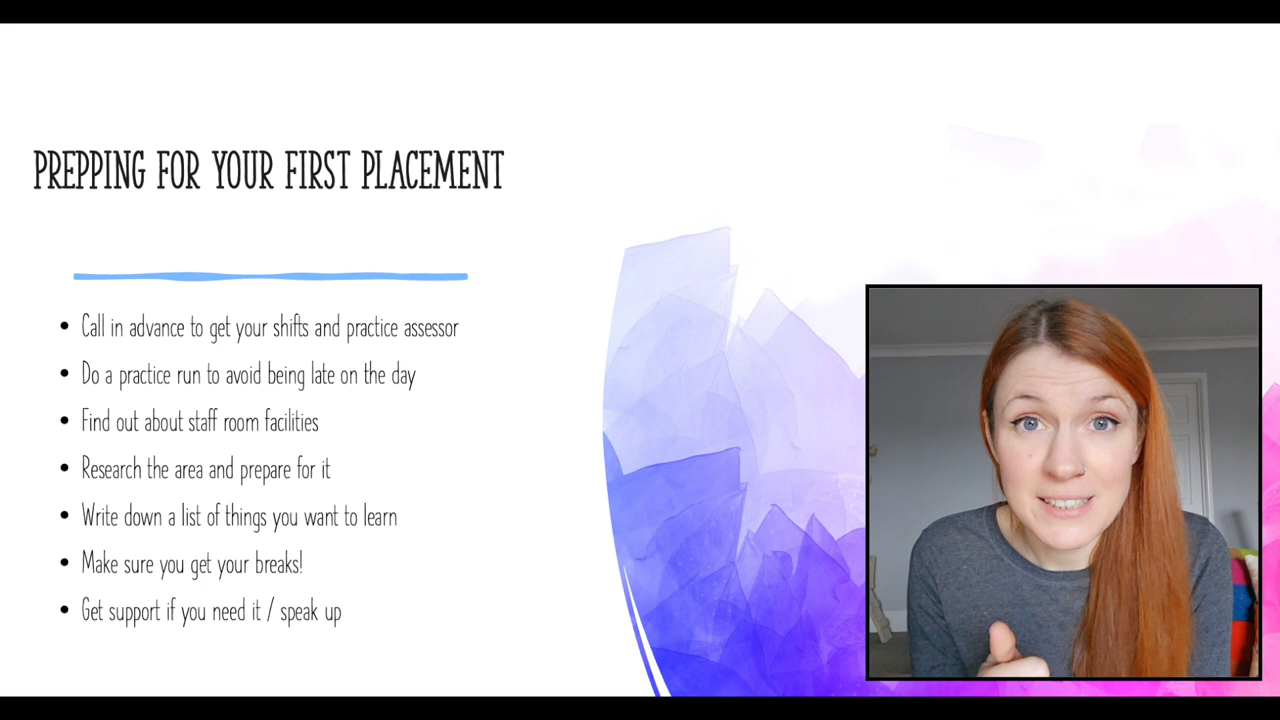 PREPPING FOR YOUR FIRST PLACEMENT
• Call in advance to get your shifts and practice assessor
• Do a practice run to avoid being late on the day
• Find out about staff room facilities
• Research the area and prepare for it
• Write down a list of things you want to learn
• Make sure you get your breaks!
• Get support if you need it / speak up